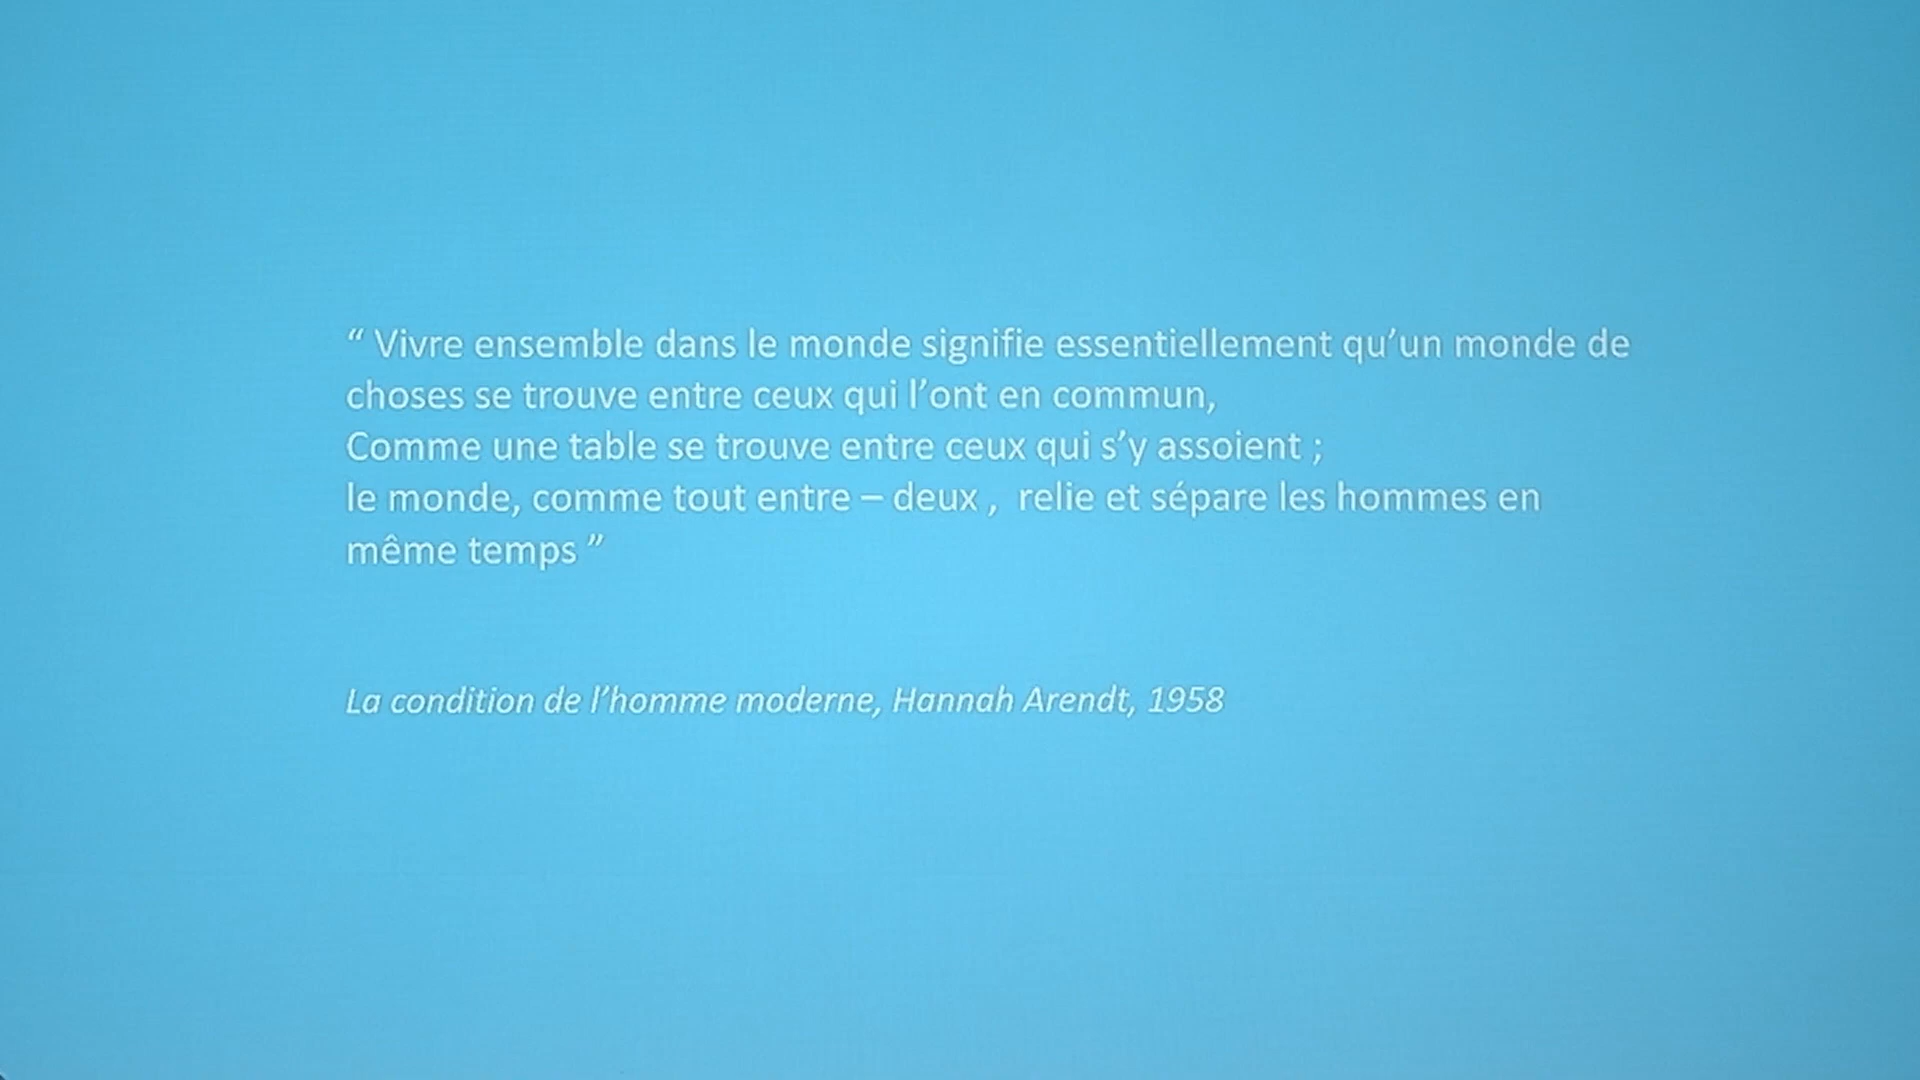 “ Vivre ensemble dans le monde signifie essentiellement qu’un monde de
choses se trouve entre ceux qui l’ont en commun,
Comme une table se trouve entre ceux qui s’y assoient ;
le monde, comme tout entre – deux ,  relie et sépare les hommes en
même temps ”
La condition de l’homme moderne, Hannah Arendt, 1958